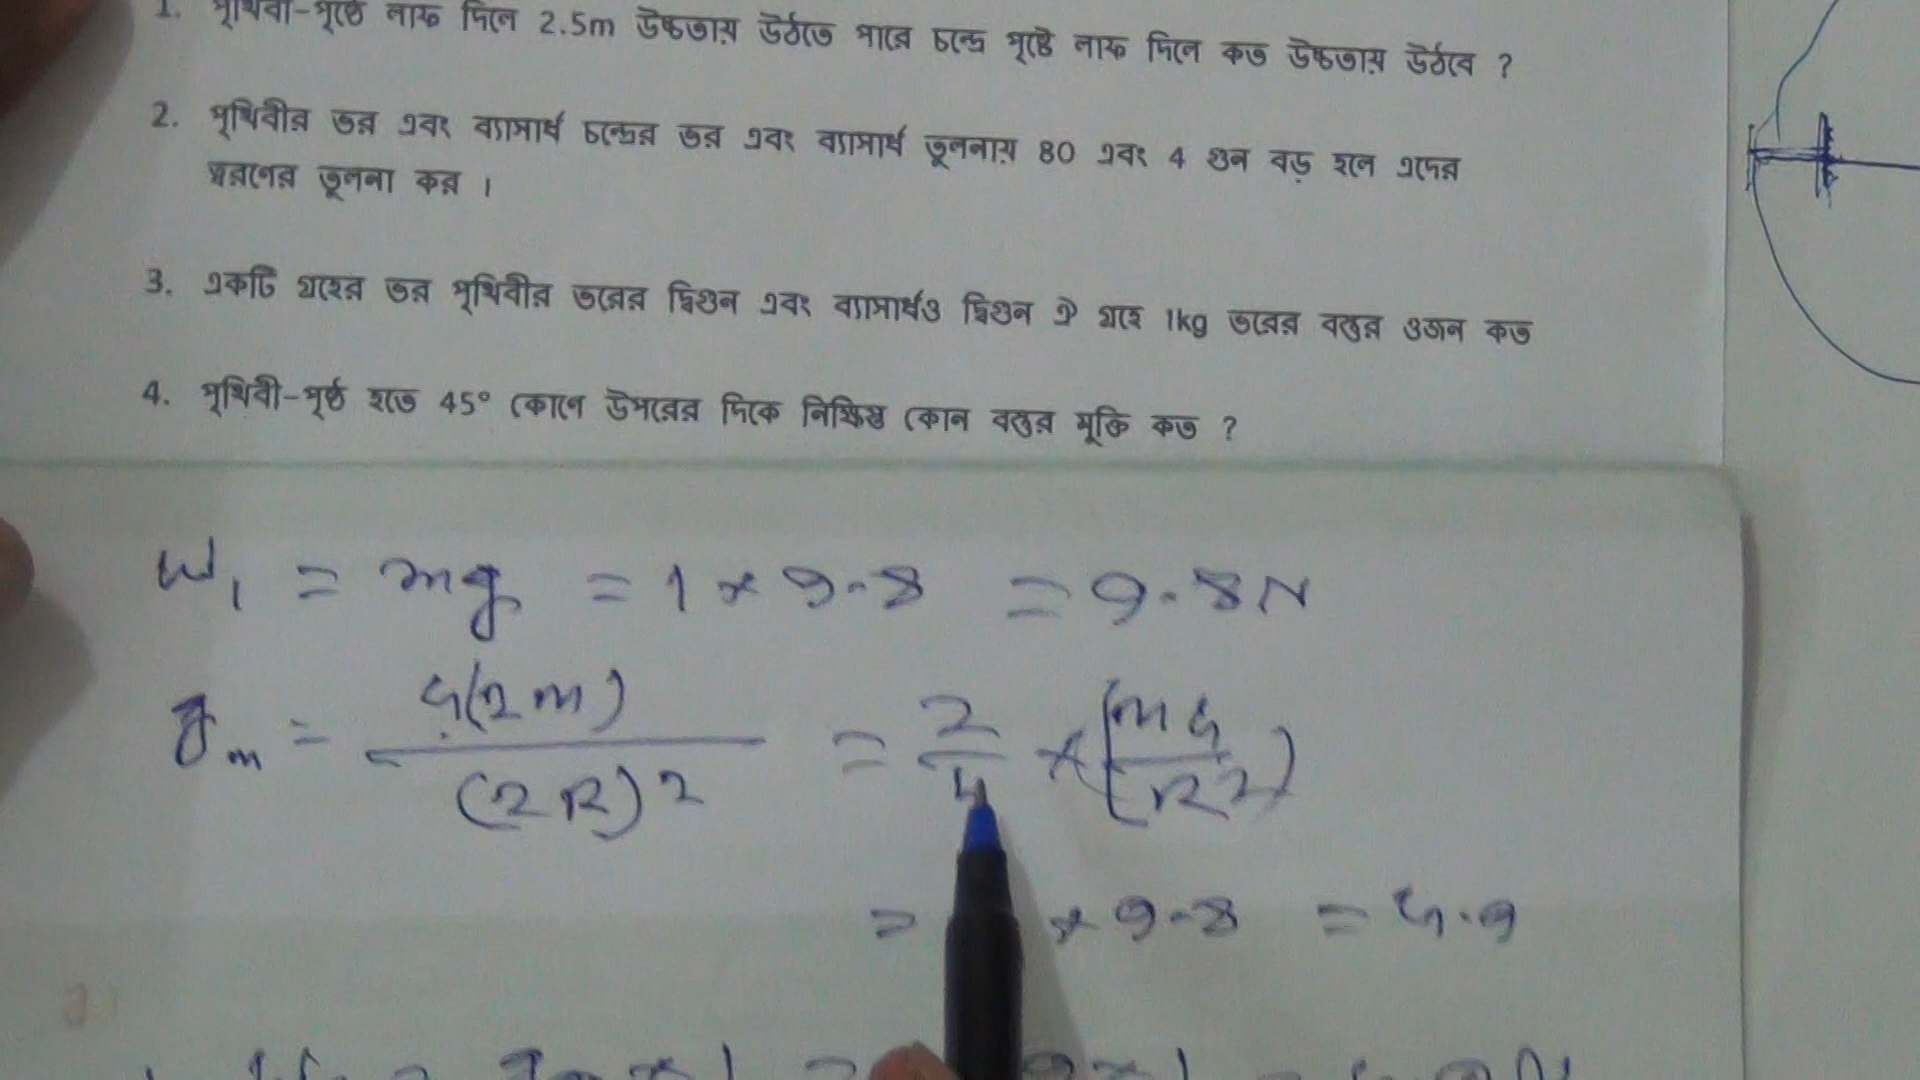 1. পৃথিবী-পৃষ্ঠে লাফ দিলে 2.5m উচ্চতায় উঠতে পারে চন্দ্রে পৃষ্টে লাফ দিলে কত উচ্চতায় উঠবে ?
2. পৃথিবীর ভর এবং ব্যাসার্ধ চন্দ্রের ভর এবং ব্যাসার্ধ তুলনায় 80 এবং 4 গুন বড় হলে এদের
ত্বরণের তুলনা কর ।
3. একটি গ্রহের ভর পৃথিবীর ভরের দ্বিগুন এবং ব্যাসার্ধও দ্বিগুন ঐ গ্রহে 1kg ভরের বস্তুর ওজন কত
4. পৃথিবী-পৃষ্ঠ হতে 45° কোণে উপরের দিকে নিক্ষিপ্ত কোন বস্তুর মুক্তি কত ?
W₁ = mg = 1 × 9.8 = 9.8N
g_m = G(2m) / (2R)² = 2/4 × (mG / R²)
= × 9.8 = 4.9